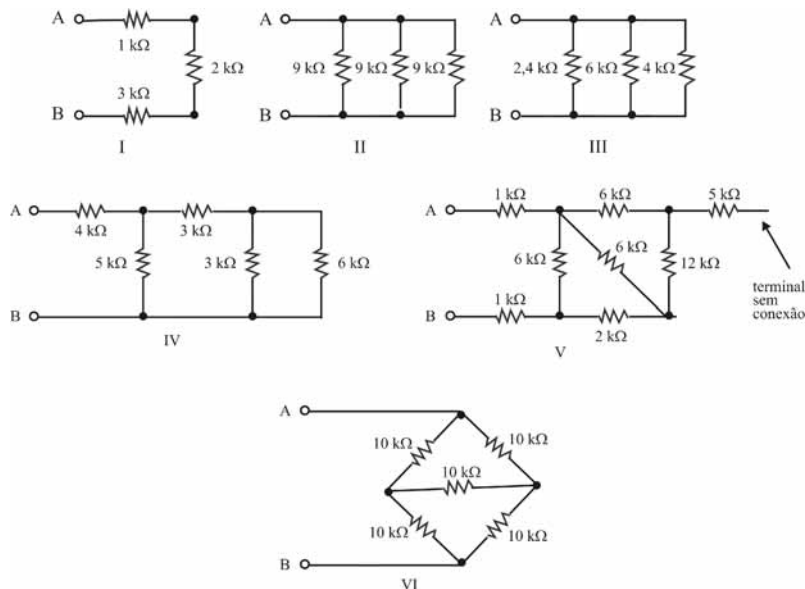 A
1 kΩ
2 kΩ
3 kΩ
B
I
A
9 kΩ 9 kΩ 9 kΩ
B
II
A
2,4 kΩ 6 kΩ 4 kΩ
B
III
A
4 kΩ
3 kΩ
5 kΩ
3 kΩ
6 kΩ
B
IV
1 kΩ
6 kΩ
5 kΩ
A
6 kΩ
6 kΩ
12 kΩ
terminal
sem
conexão
1 kΩ
B
2 kΩ
V
A
10 kΩ
10 kΩ
10 kΩ
10 kΩ
10 kΩ
B
VI